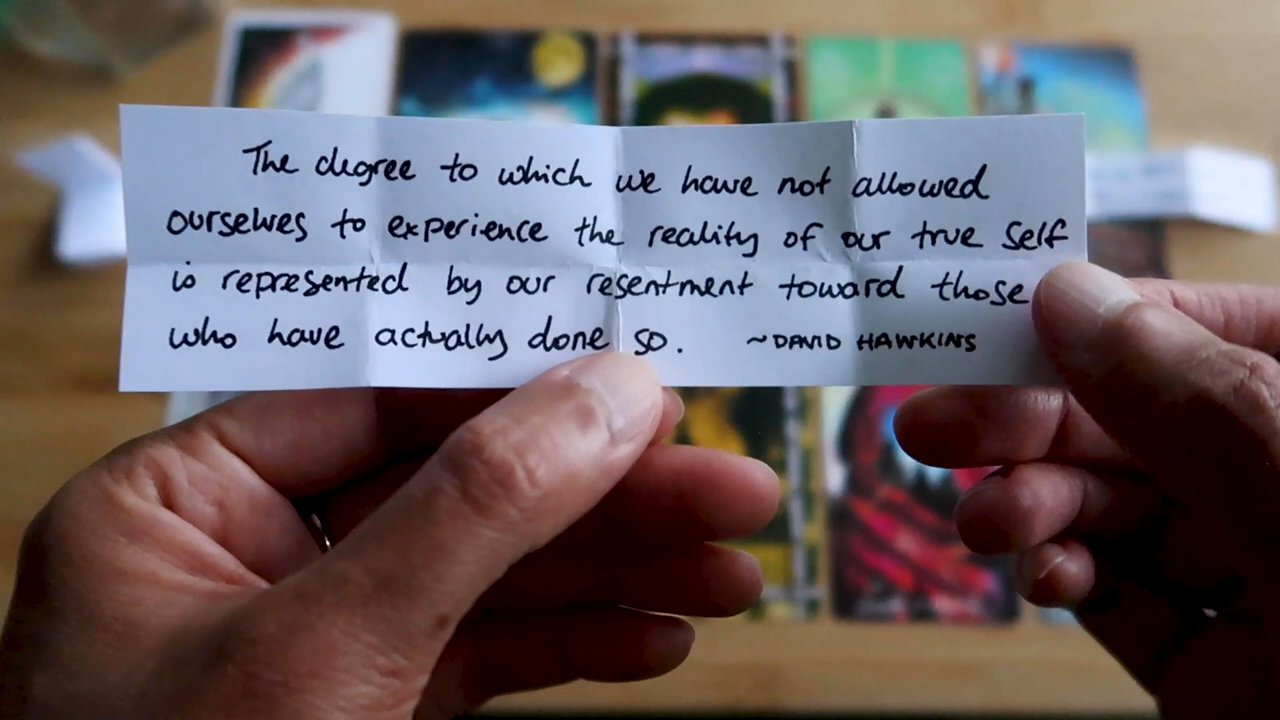 The degree to which we have not allowed
ourselves to experience the reality of our true Self
is represented by our resentment toward those
who have actually done so. ~DAVID HAWKINS